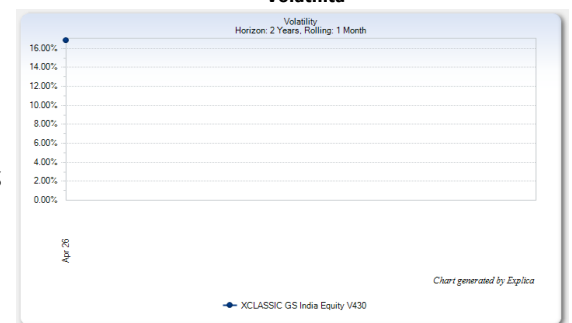 Volatility
Horizon: 2 Years, Rolling: 1 Month
16.00%
14.00%
12.00%
10.00%
8.00%
6.00%
4.00%
2.00%
0.00%
Apr 26
Chart generated by Explica
XCLASSIC GS India Equity V430